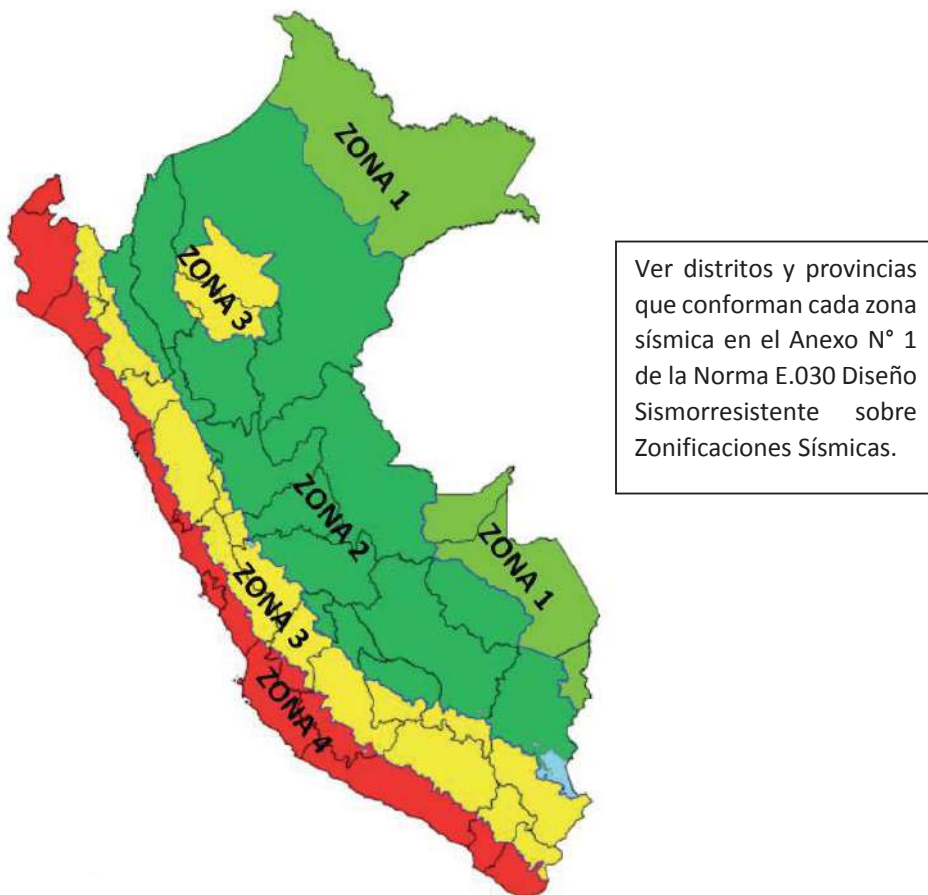 ZONA 1
ZONA 3
Ver distritos y provincias
que conforman cada zona
sísmica en el Anexo N° 1
de la Norma E.030 Diseño
Sismorresistente sobre
Zonificaciones Sísmicas.
ZONA 2
ZONA 1
ZONA 3
ZONA 4